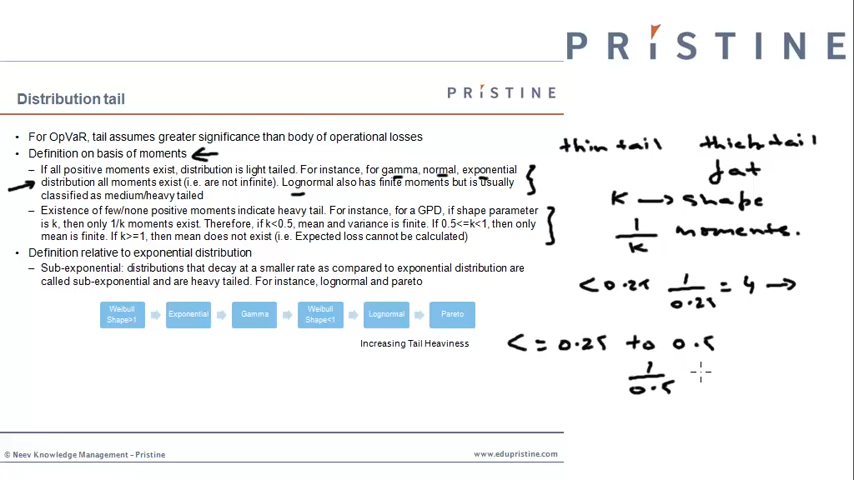 PRISTINE
Distribution tail
PRISTINE
• For OpVaR, tail assumes greater significance than body of operational losses
• Definition on basis of moments
– If all positive moments exist, distribution is light tailed. For instance, for gamma, normal, exponential
distribution all moments exist (i.e. are not infinite). Lognormal also has finite moments but is usually
classified as medium/heavy tailed
– Existence of few/none positive moments indicate heavy tail. For instance, for a GPD, if shape parameter
is k, then only 1/k moments exist. Therefore, if k<0.5, mean and variance is finite. If 0.5<=k<1, then only
mean is finite. If k>=1, then mean does not exist (i.e. Expected loss cannot be calculated)
• Definition relative to exponential distribution
– Sub-exponential: distributions that decay at a smaller rate as compared to exponential distribution are
called sub-exponential and are heavy tailed. For instance, lognormal and pareto
Weibull
Shape>1
Exponential
Gamma
Weibull
Shape<1
Lognormal
Pareto
Increasing Tail Heaviness
thin tail thick tail
fat
K → shape
1/K moments.
<0.25 1/0.25 = 4 →
<= 0.25 to 0.5
1/0.5
© Neev Knowledge Management - Pristine
www.edupristine.com